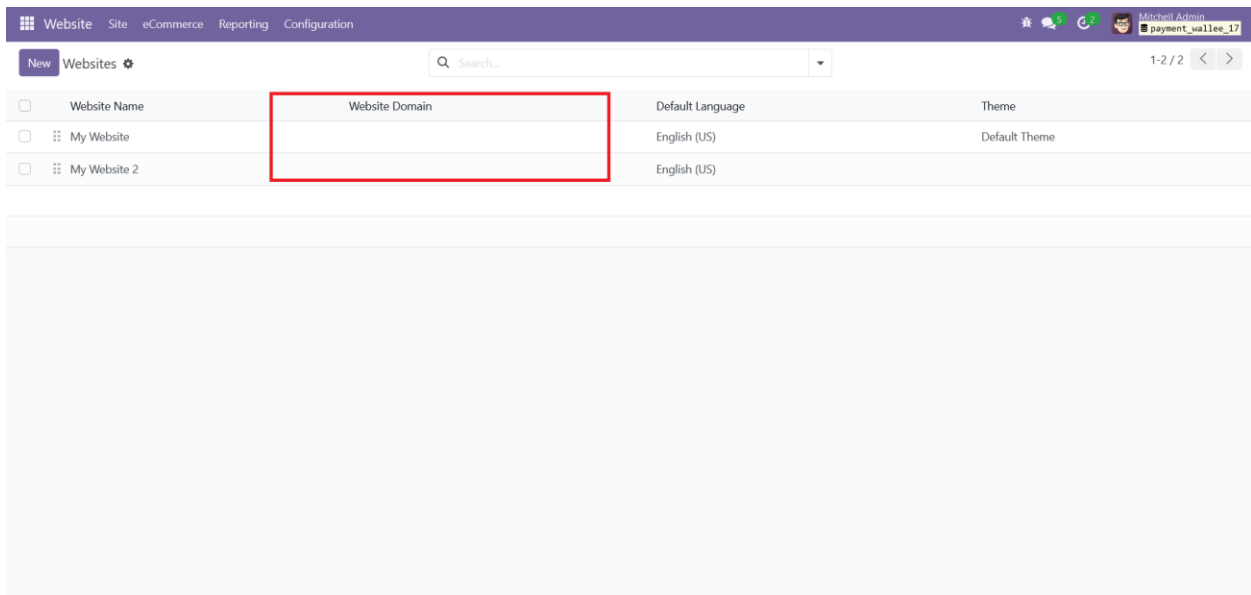 Website Site eCommerce Reporting Configuration 5 2 Mitchell Admin
payment_wallee_17
New Websites Search... 1-2 / 2
Website Name Website Domain Default Language Theme
My Website English (US) Default Theme
My Website 2 English (US)